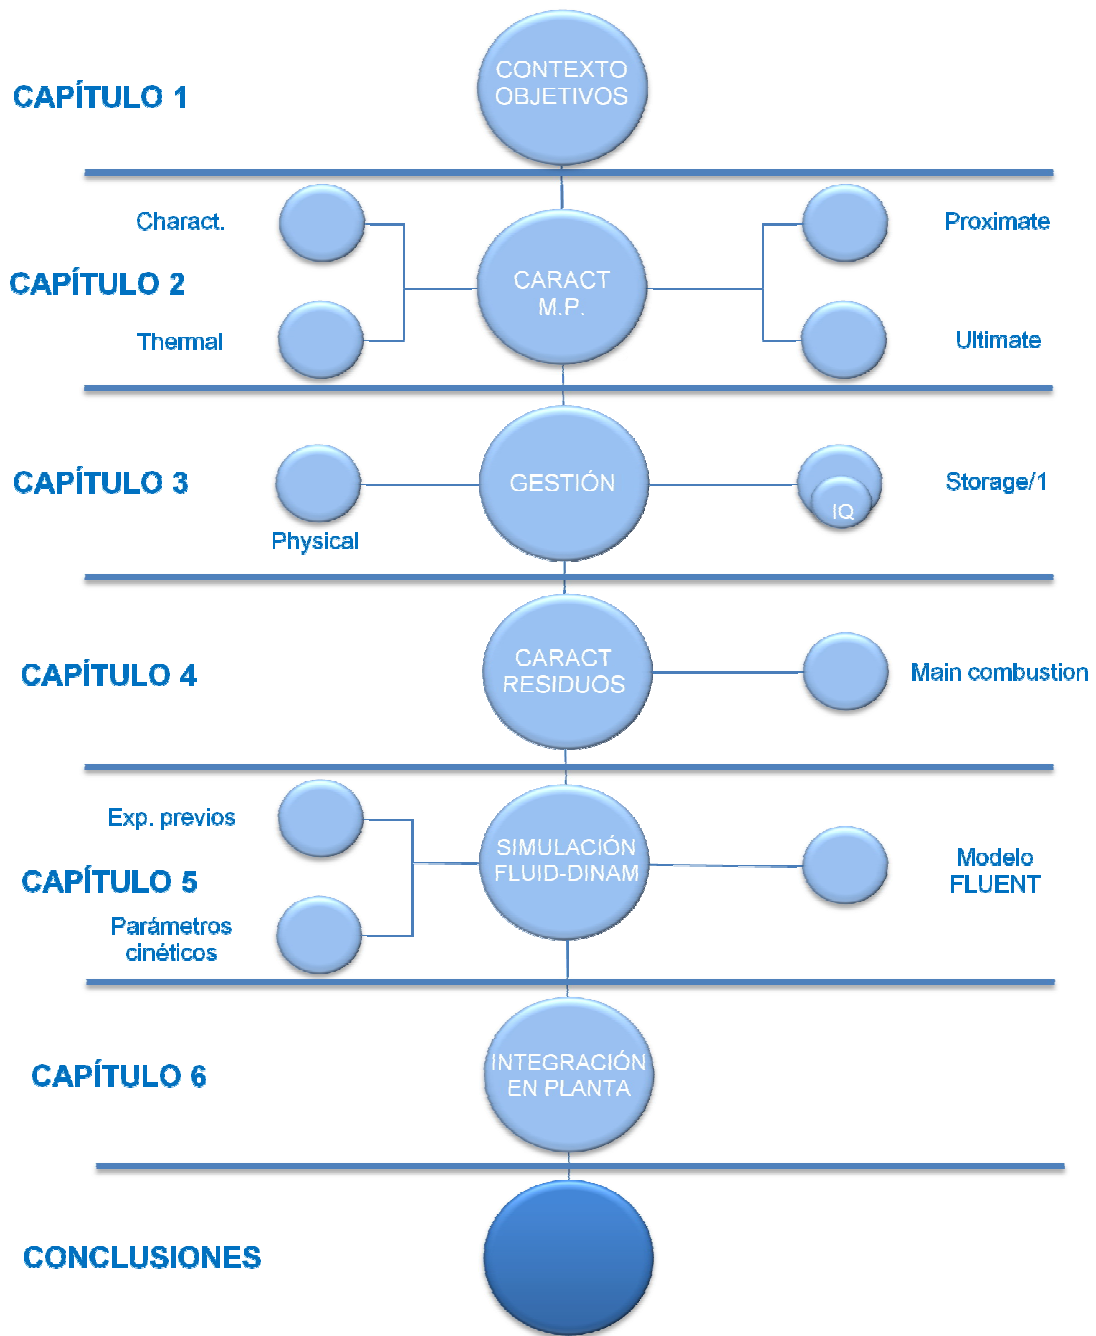 CONTEXTO
OBJETIVOS
CAPÍTULO 1
Charact.
Proximate
CAPÍTULO 2
CARACT
M.P.
Thermal
Ultimate
CAPÍTULO 3
GESTIÓN
Storage/1
IQ
Physical
CAPÍTULO 4
CARACT
RESIDUOS
Main combustion
Exp. previos
SIMULACIÓN
FLUID-DINAM
Modelo
FLUENT
CAPÍTULO 5
Parámetros
cinéticos
CAPÍTULO 6
INTEGRACIÓN
EN PLANTA
CONCLUSIONES